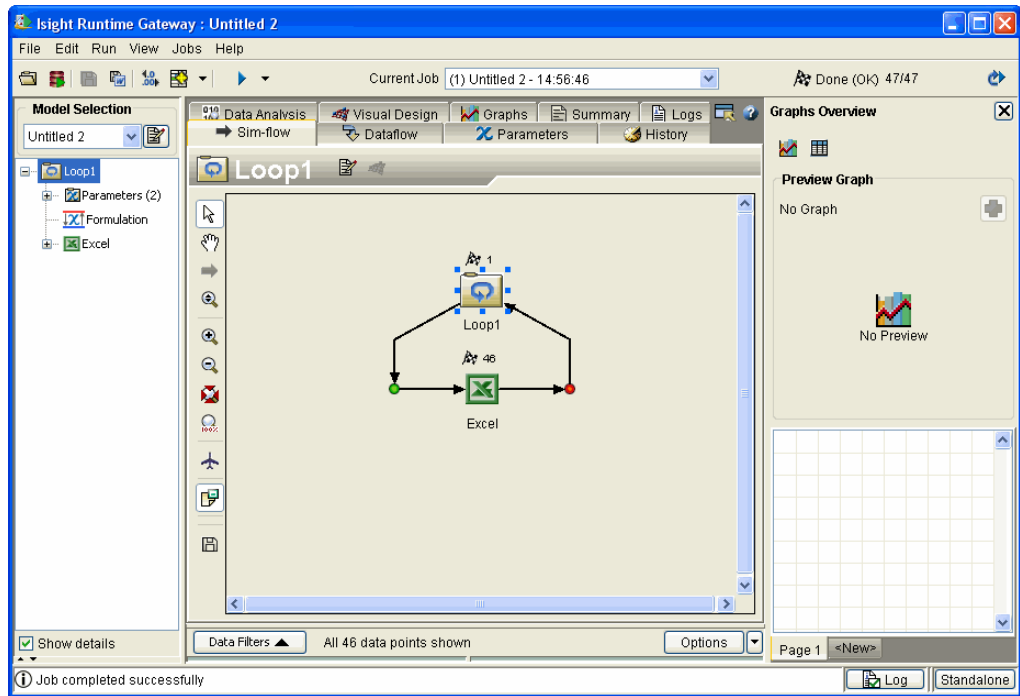 Isight Runtime Gateway : Untitled 2
File Edit Run View Jobs Help
Current Job (1) Untitled 2 - 14:56:46 Done (OK) 47/47
Model Selection
Untitled 2
Loop1
Parameters (2)
Formulation
Excel
Show details
Data Analysis Visual Design Graphs Summary Logs
Sim-flow Dataflow Parameters History
Loop1
1
Loop1
46
Excel
100%
Data Filters All 46 data points shown Options
Graphs Overview
Preview Graph
No Graph
No Preview
Page 1 <New>
Job completed successfully Log Standalone